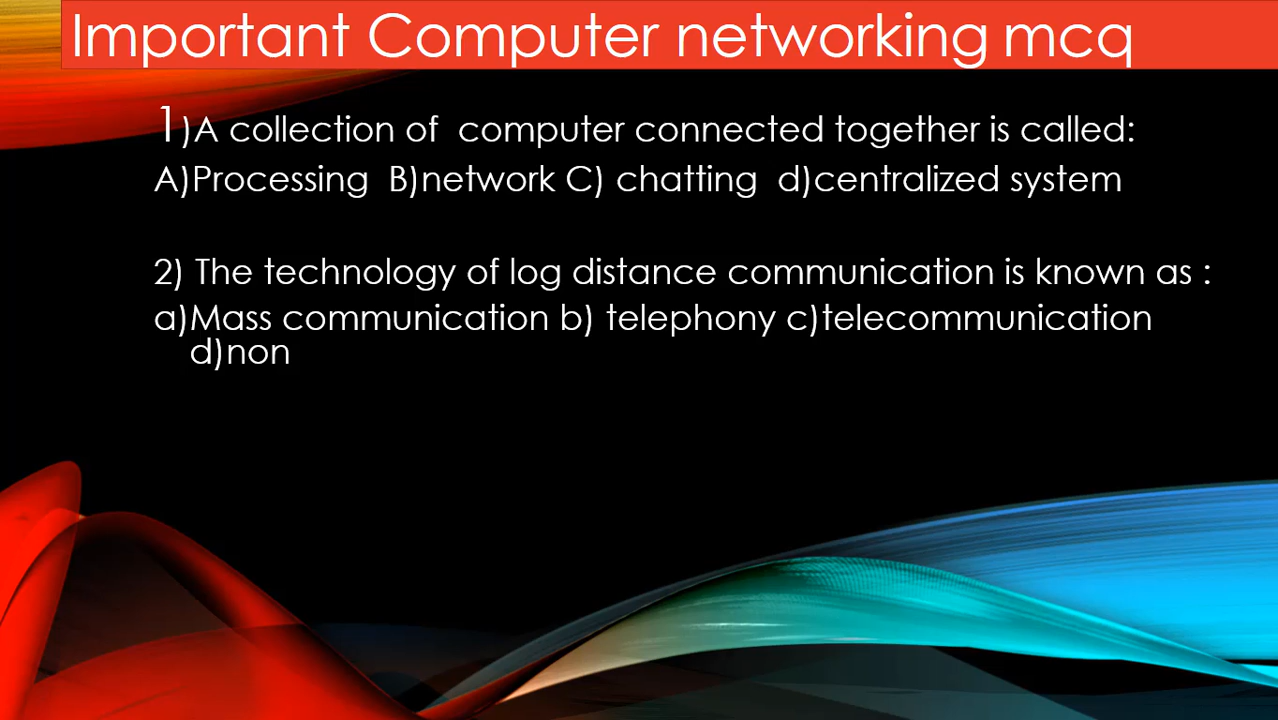 Important Computer networking mcq
1)A collection of  computer connected together is called:
A)Processing  B)network C) chatting  d)centralized system
2) The technology of log distance communication is known as :
a)Mass communication b) telephony c)telecommunication
d)non